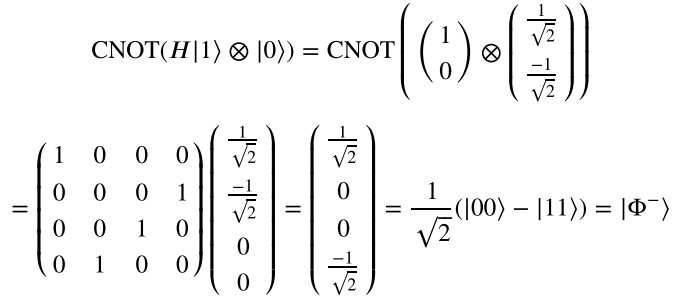 CNOT(H|1⟩ ⊗ |0⟩) = CNOT ( ( 1 0 ) ⊗ ( 1/√2 -1/√2 ) )
= ( 1 0 0 0 0 0 0 1 0 0 1 0 0 1 0 0 ) ( 1/√2 -1/√2 0 0 ) = ( 1/√2 0 0 -1/√2 ) = 1/√2 (|00⟩ − |11⟩) = |Φ⁻⟩